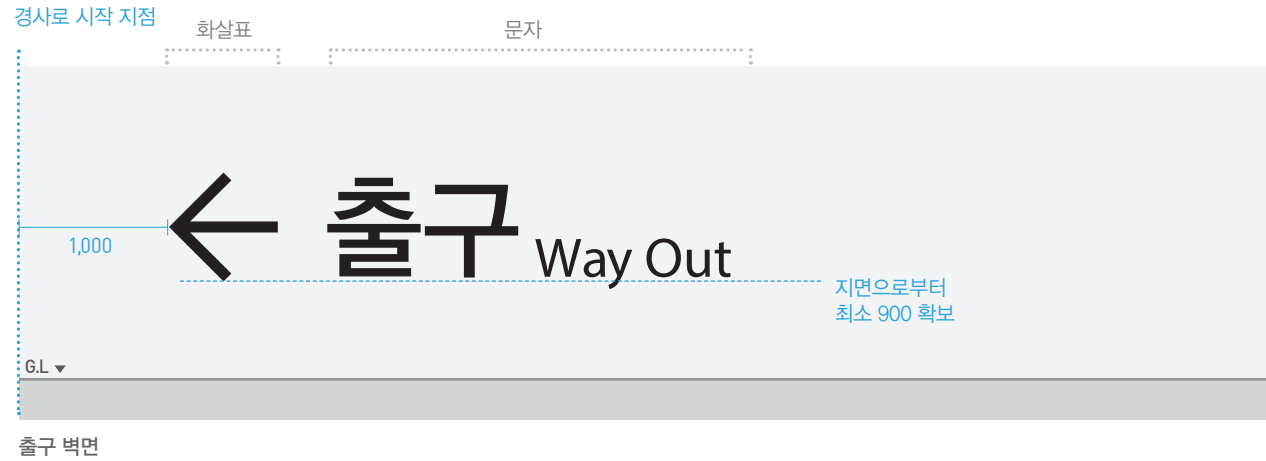 경사로 시작 지점
화살표
문자
출구 Way Out
1,000
지면으로부터
최소 900 확보
G.L
출구 벽면